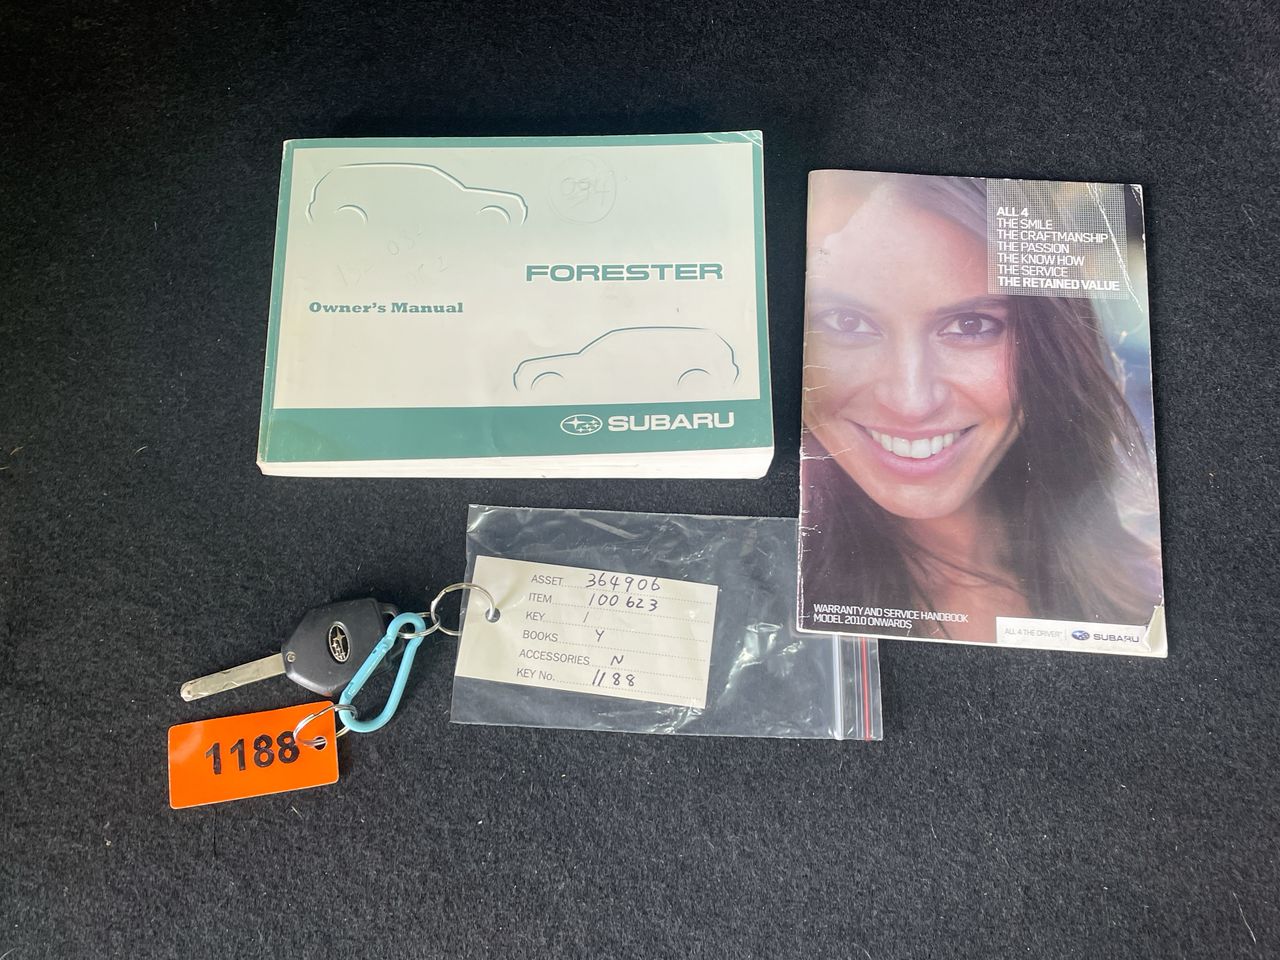 094
FORESTER
Owner's Manual
SUBARU
ALL 4
THE SMILE
THE CRAFTMANSHIP
THE PASSION
THE KNOW HOW
THE SERVICE
THE RETAINED VALUE
WARRANTY AND SERVICE HANDBOOK
MODEL 2010 ONWARDS
ALL 4 THE DRIVER
SUBARU
ASSET 364906
ITEM 100623
KEY 1
BOOKS Y
ACCESSORIES N
KEY No. 1188
1188